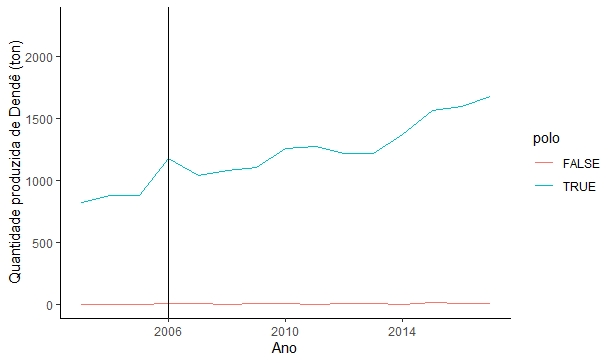 Quantidade produzida de Dendê (ton)
2000
1500
1000
500
0
2006
2010
2014
Ano
polo
FALSE
TRUE